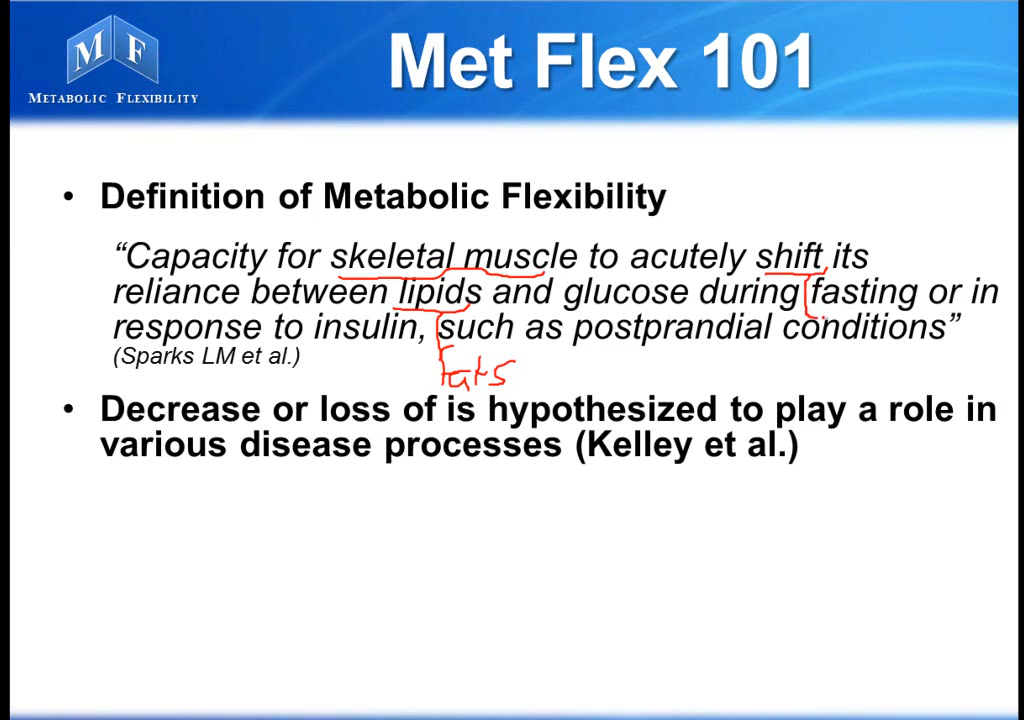 M F
METABOLIC FLEXIBILITY
Met Flex 101
• Definition of Metabolic Flexibility
“Capacity for skeletal muscle to acutely shift its
reliance between lipids and glucose during fasting or in
response to insulin, such as postprandial conditions”
(Sparks LM et al.)
Fats
• Decrease or loss of is hypothesized to play a role in
various disease processes (Kelley et al.)